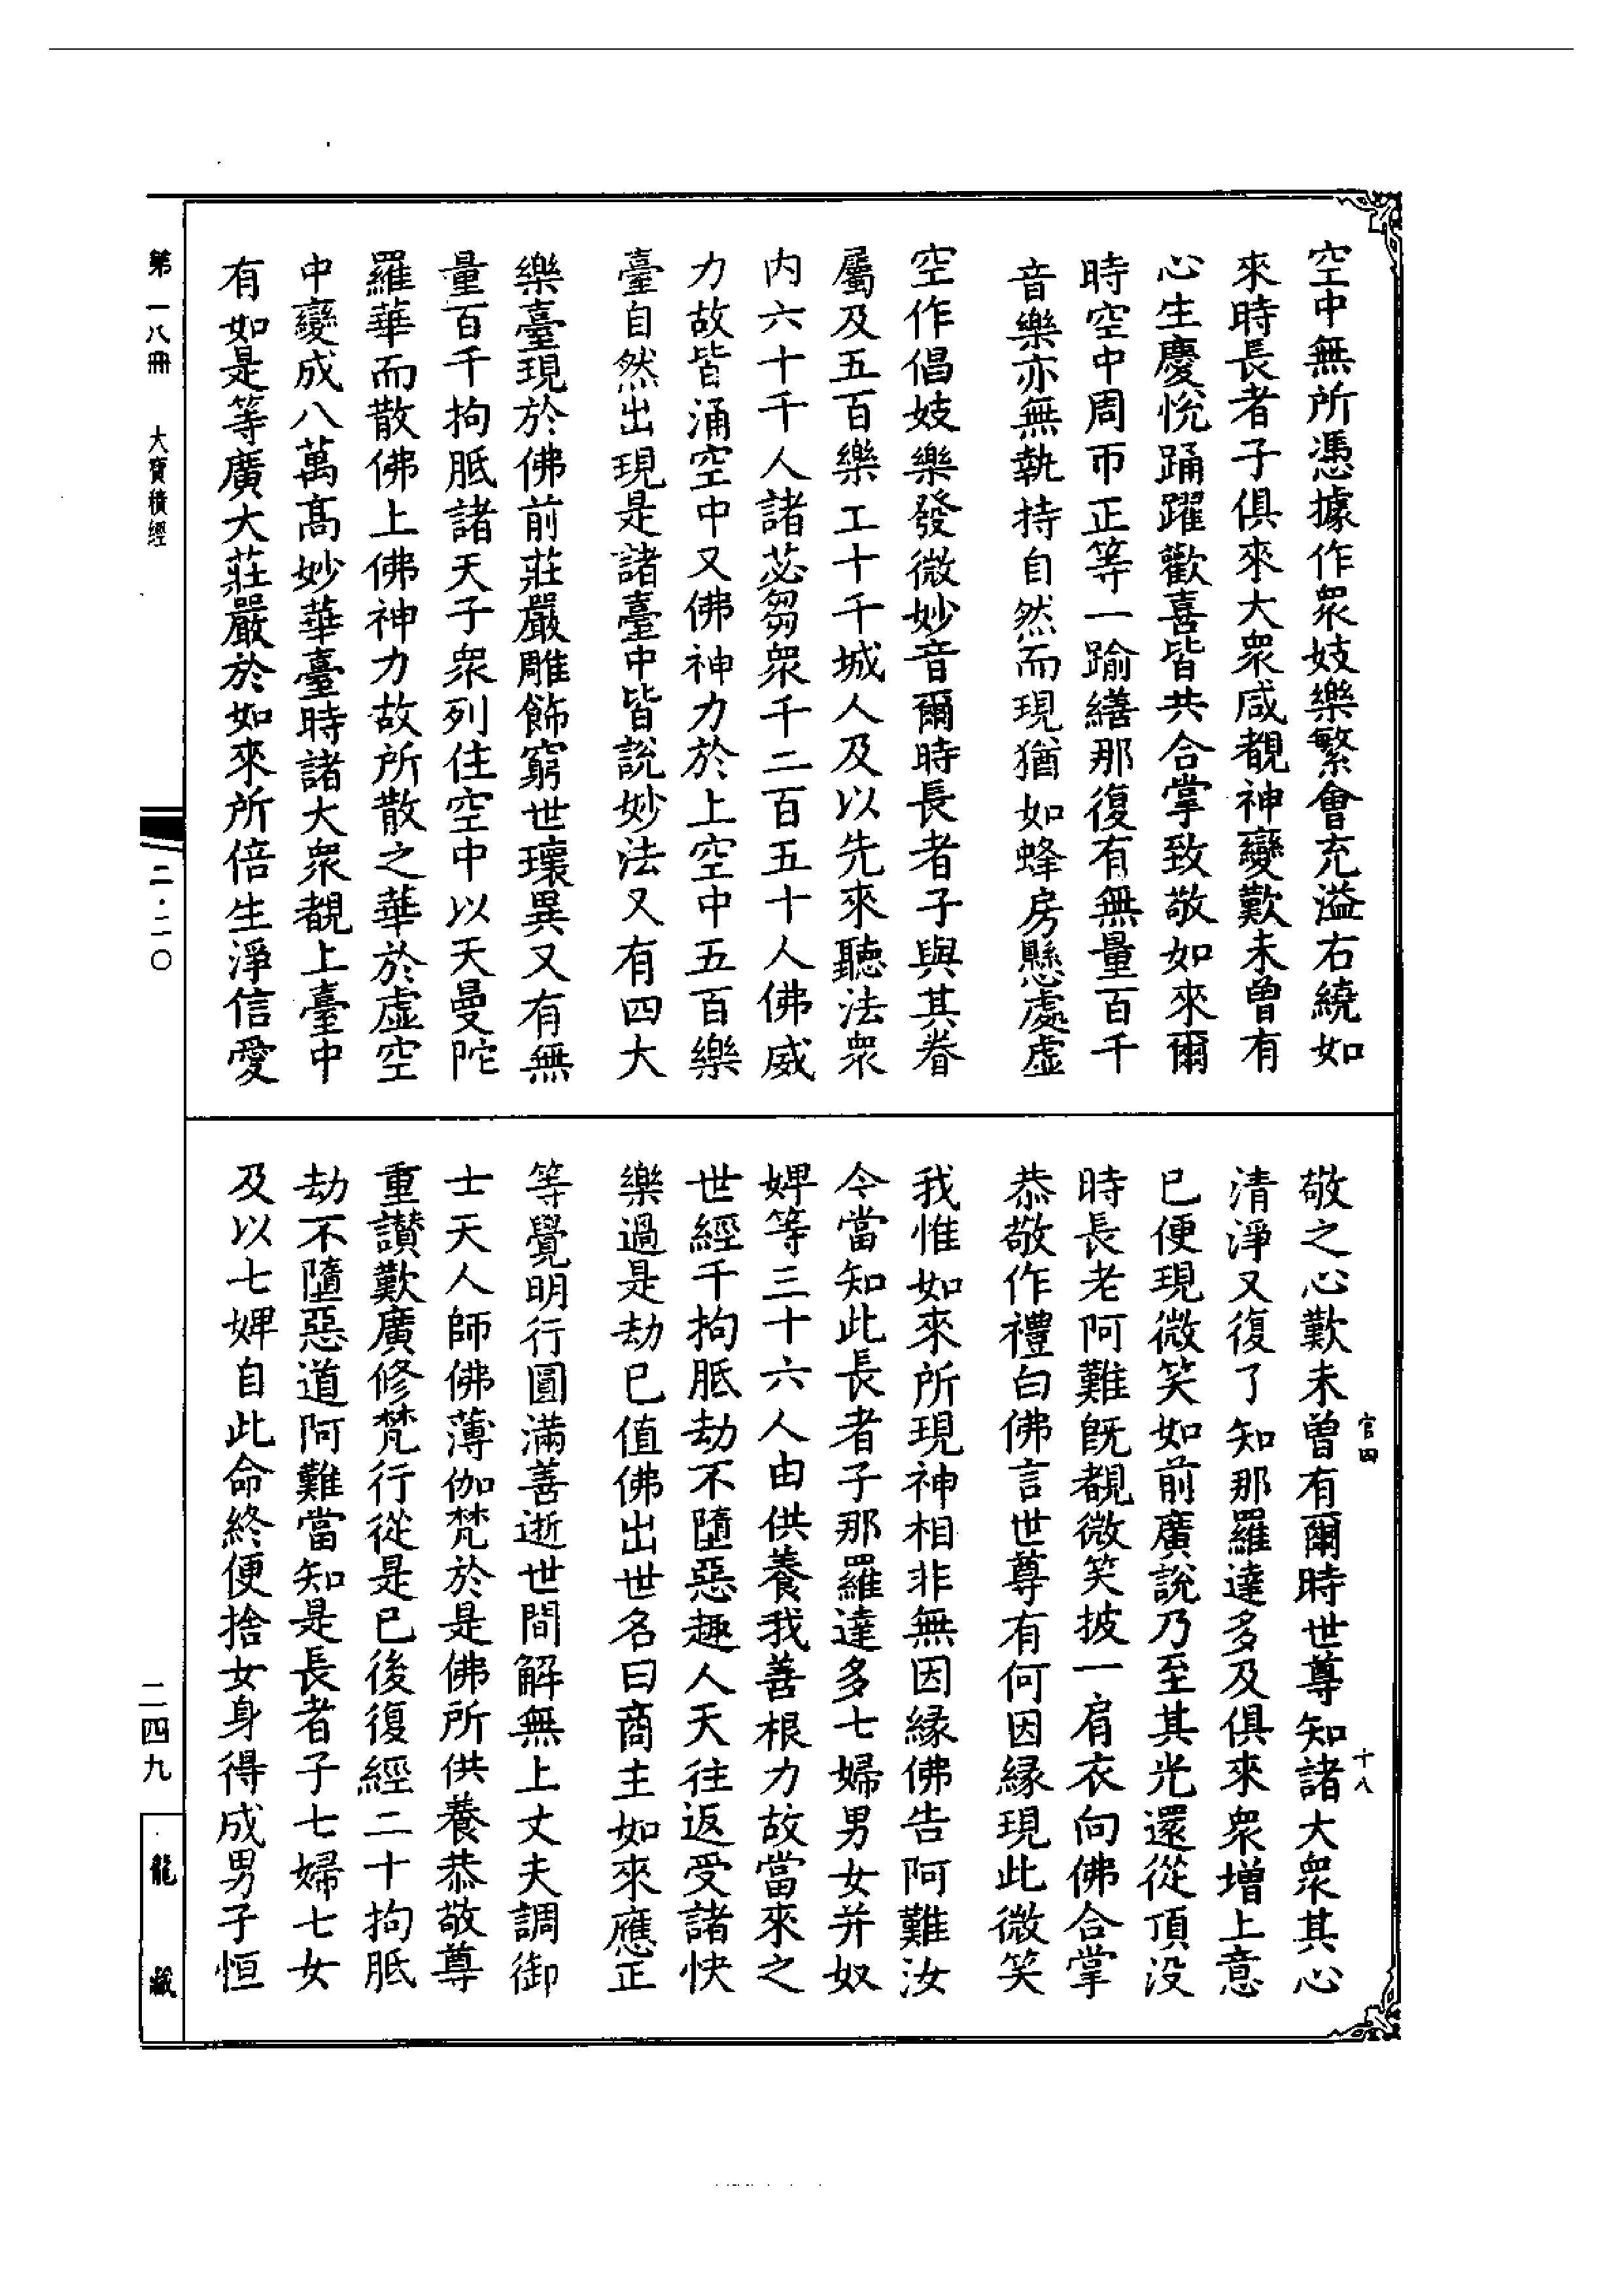 空中無所憑據作眾妓樂繁會充溢右繞如
來時長者子俱來大眾咸覩神變歎未曾有
心生慶悅踊躍歡喜皆共合掌致敬如來爾
時空中周帀正等一踰繕那復有無量百千
音樂亦無執持自然而現猶如蜂房懸處虛
空作倡妓樂發微妙音爾時長者子與其眷
屬及五百樂工十千城人及以先來聽法眾
內六十千人諸苾芻眾千二百五十人佛威
力故皆涌空中又佛神力於上空中五百樂
臺自然出現是諸臺中皆說妙法又有四大
樂臺現於佛前莊嚴雕飾窮世瓌異又有無
量百千拘胝諸天子眾列住空中以天曼陀
羅華而散佛上佛神力故所散之華於虛空
中變成八萬高妙華臺時諸大眾覩上臺中
有如是等廣大莊嚴於如來所倍生淨信愛
敬之心歎未曾有爾時世尊知諸大眾其心
清淨又復了知那羅達多及俱來眾增上意
已便現微笑如前廣說乃至其光還從頂沒
時長老阿難既覩微笑披一肩衣向佛合掌
恭敬作禮白佛言世尊有何因緣現此微笑
我惟如來所現神相非無因緣佛告阿難汝
今當知此長者子那羅達多七婦男女并奴
婢等三十六人由供養我善根力故當來之
世經千拘胝劫不墮惡趣人天往返受諸快
樂過是劫已值佛出世名曰商主如來應正
等覺明行圓滿善逝世間解無上丈夫調御
士天人師佛薄伽梵於是佛所供養恭敬尊
重讚歎廣修梵行從是已後復經二十拘胝
劫不墮惡道阿難當知是長者子七婦七女
及以七婢自此命終便捨女身得成男子恒
官四
十八
第一八冊 大寶積經
二·二〇
二四九
龍藏